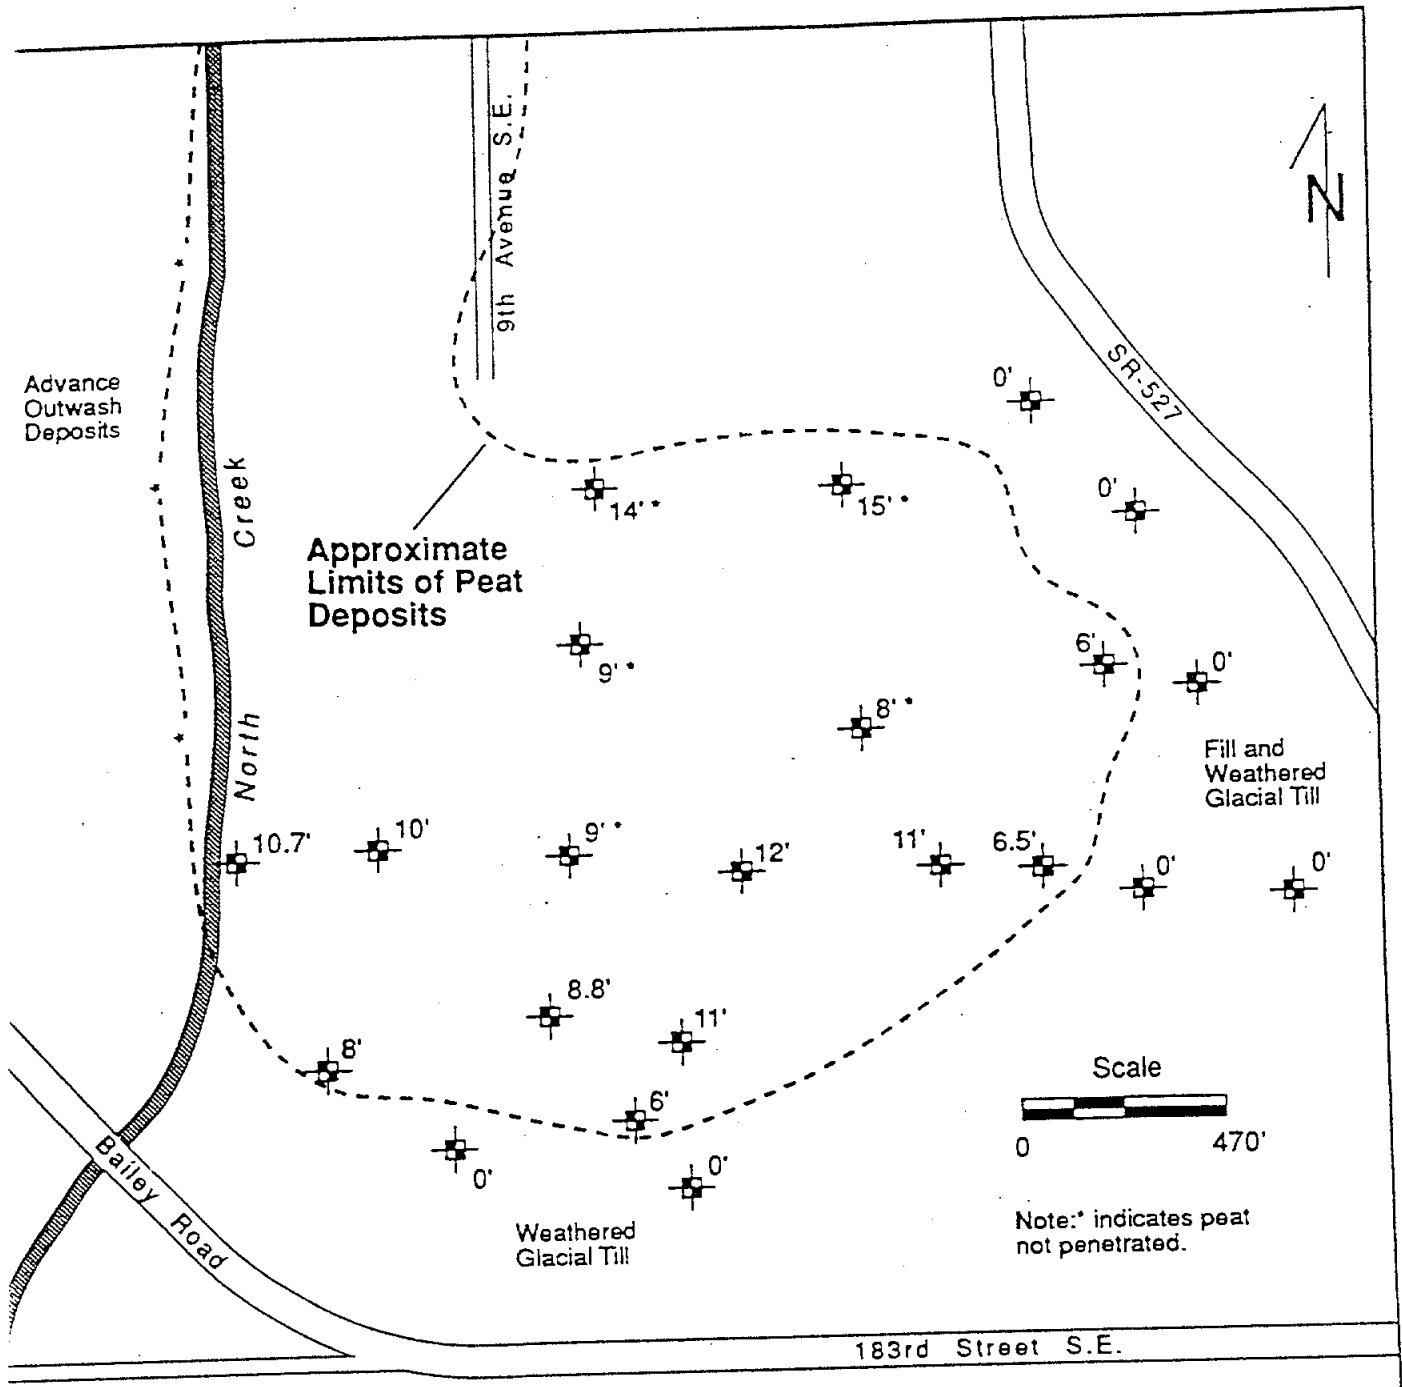 9th Avenue S.E.
N
SR-527
Advance
Outwash
Deposits
0'
0'
14' *
15' *
North Creek
Approximate
Limits of Peat
Deposits
9' *
6'
0'
8' *
Fill and
Weathered
Glacial Till
10.7'
10'
9' *
12'
11'
6.5'
0'
0'
8.8'
11'
8'
6'
0'
0'
Scale
0
470'
Bailey Road
Weathered
Glacial Till
Note:* indicates peat
not penetrated.
183rd Street S.E.